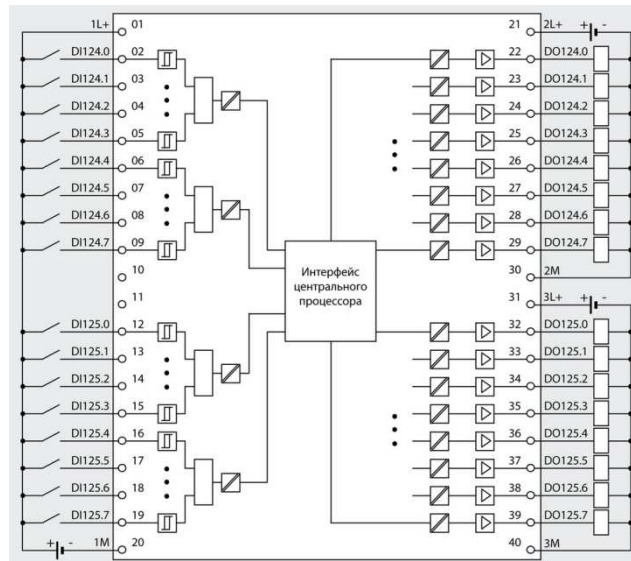 1L+ 01 21 2L+ + -
DI124.0 02 22 DO124.0
DI124.1 03 23 DO124.1
DI124.2 04 24 DO124.2
DI124.3 05 25 DO124.3
DI124.4 06 26 DO124.4
DI124.5 07 27 DO124.5
DI124.6 08 28 DO124.6
DI124.7 09 29 DO124.7
10 30 2M
11 31 3L+ + -
Интерфейс
центрального
процессора
DI125.0 12 32 DO125.0
DI125.1 13 33 DO125.1
DI125.2 14 34 DO125.2
DI125.3 15 35 DO125.3
DI125.4 16 36 DO125.4
DI125.5 17 37 DO125.5
DI125.6 18 38 DO125.6
DI125.7 19 39 DO125.7
+ - 1M 20 40 3M